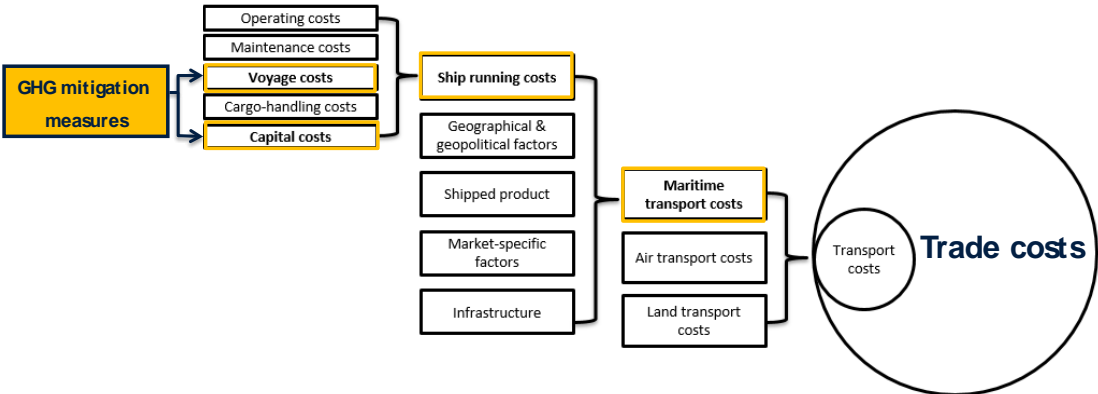 GHG mitigation
measures
Operating costs
Maintenance costs
Voyage costs
Cargo-handling costs
Capital costs
Ship running costs
Geographical &
geopolitical factors
Shipped product
Market-specific
factors
Infrastructure
Maritime
transport costs
Air transport costs
Land transport
costs
Transport
costs
Trade costs